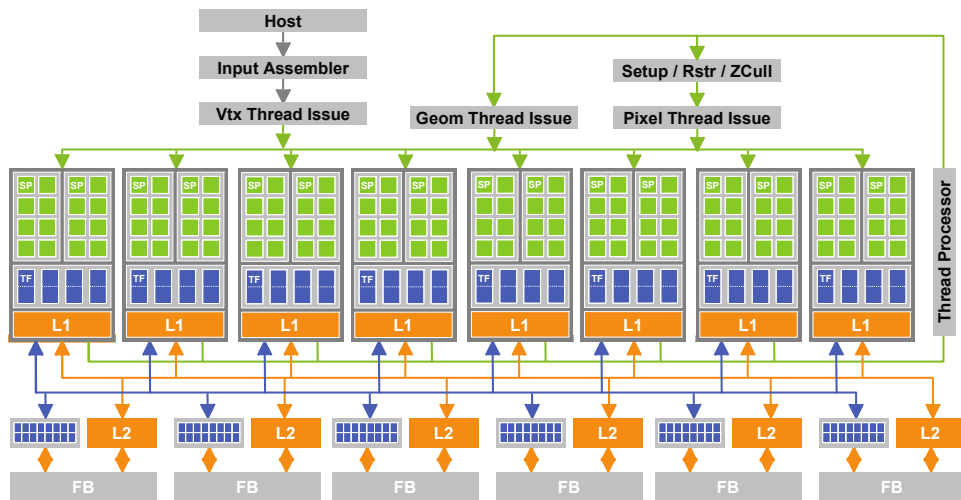 Host
Input Assembler
Setup / Rstr / ZCull
Vtx Thread Issue
Geom Thread Issue
Pixel Thread Issue
SP SP SP SP SP SP SP SP SP SP SP SP SP SP SP SP
Thread Processor
TF TF TF TF TF TF TF TF
L1 L1 L1 L1 L1 L1 L1 L1
L2 L2 L2 L2 L2 L2
FB FB FB FB FB FB